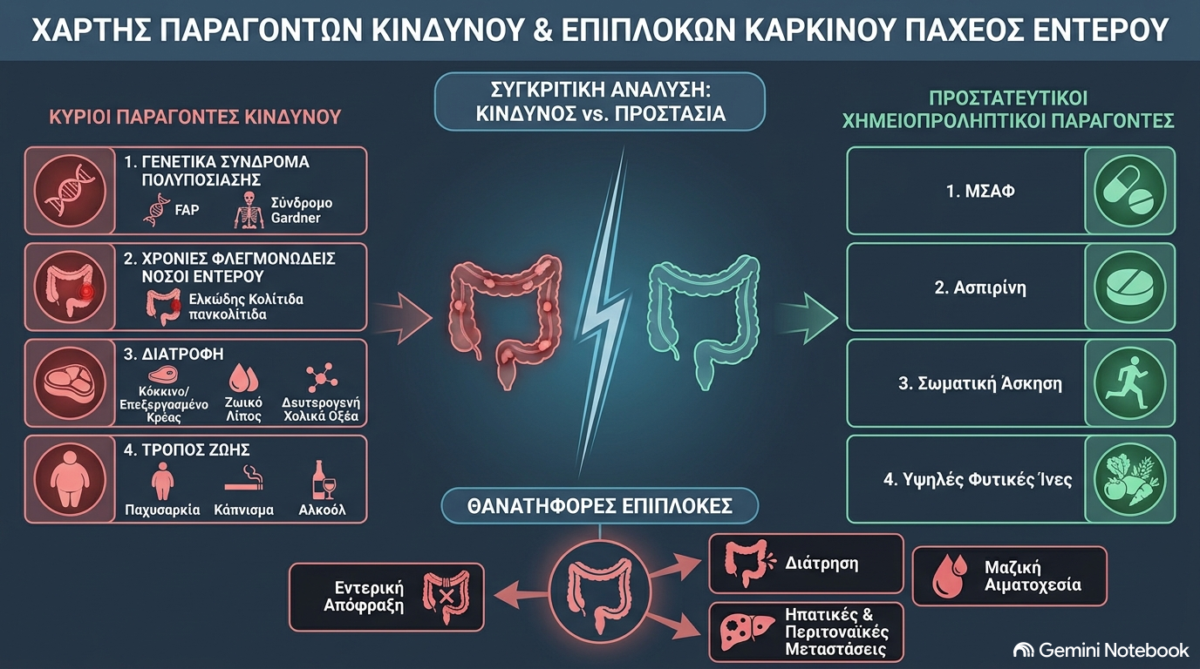 ΧΑΡΤΗΣ ΠΑΡΑΓΟΝΤΩΝ ΚΙΝΔΥΝΟΥ & ΕΠΙΠΛΟΚΩΝ ΚΑΡΚΙΝΟΥ ΠΑΧΕΟΣ ΕΝΤΕΡΟΥ
ΣΥΓΚΡΙΤΙΚΗ ΑΝΑΛΥΣΗ:
ΚΙΝΔΥΝΟΣ vs. ΠΡΟΣΤΑΣΙΑ
ΚΥΡΙΟΙ ΠΑΡΑΓΟΝΤΕΣ ΚΙΝΔΥΝΟΥ
1. ΓΕΝΕΤΙΚΑ ΣΥΝΔΡΟΜΑ
ΠΟΛΥΠΟΣΙΑΣΗΣ
FAP
Σύνδρομο
Gardner
2. ΧΡΟΝΙΕΣ ΦΛΕΓΜΟΝΩΔΕΙΣ
ΝΟΣΟΙ ΕΝΤΕΡΟΥ
Ελκώδης Κολίτιδα
πανκολίτιδα
3. ΔΙΑΤΡΟΦΗ
Κόκκινο/
Επεξεργασμένο
Κρέας
Ζωικό
Λίπος
Δευτερογενή
Χολικά Οξέα
4. ΤΡΟΠΟΣ ΖΩΗΣ
Παχυσαρκία
Κάπνισμα
Αλκοόλ
ΠΡΟΣΤΑΤΕΥΤΙΚΟΙ
ΧΗΜΕΙΟΠΡΟΛΗΠΤΙΚΟΙ ΠΑΡΑΓΟΝΤΕΣ
1. ΜΣΑΦ
2. Ασπιρίνη
3. Σωματική Άσκηση
4. Υψηλές Φυτικές Ίνες
ΘΑΝΑΤΗΦΟΡΕΣ ΕΠΙΠΛΟΚΕΣ
Εντερική
Απόφραξη
Διάτρηση
Μαζική
Αιματοχεσία
Ηπατικές &
Περιτοναϊκές
Μεταστάσεις
Gemini Notebook